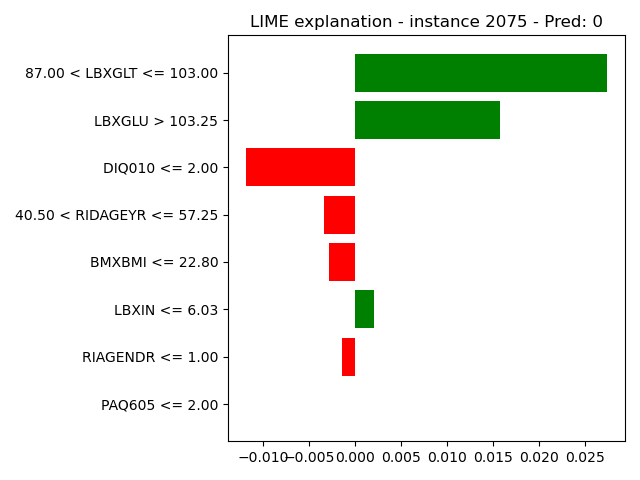 LIME explanation - instance 2075 - Pred: 0
87.00 < LBXGLT <= 103.00
LBXGLU > 103.25
DIQ010 <= 2.00
40.50 < RIDAGEYR <= 57.25
BMXBMI <= 22.80
LBXIN <= 6.03
RIAGENDR <= 1.00
PAQ605 <= 2.00
−0.010 −0.005 0.000 0.005 0.010 0.015 0.020 0.025